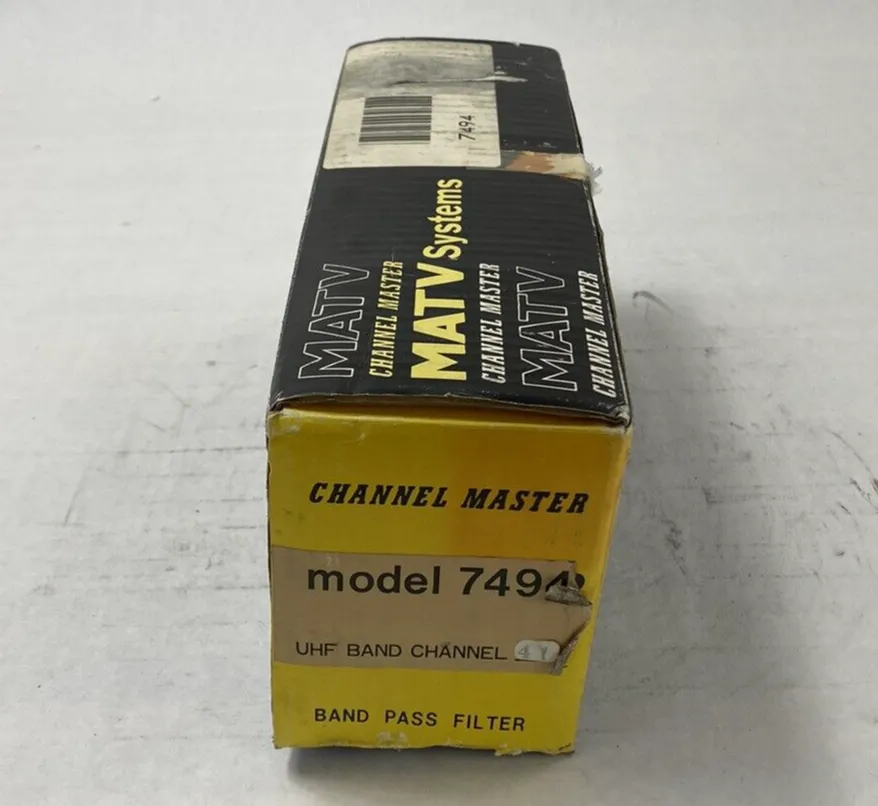 7494
MATV
CHANNEL MASTER
MATV Systems
CHANNEL MASTER
MATV
CHANNEL MASTER
CHANNEL MASTER
model 7494
UHF BAND CHANNEL
BAND PASS FILTER